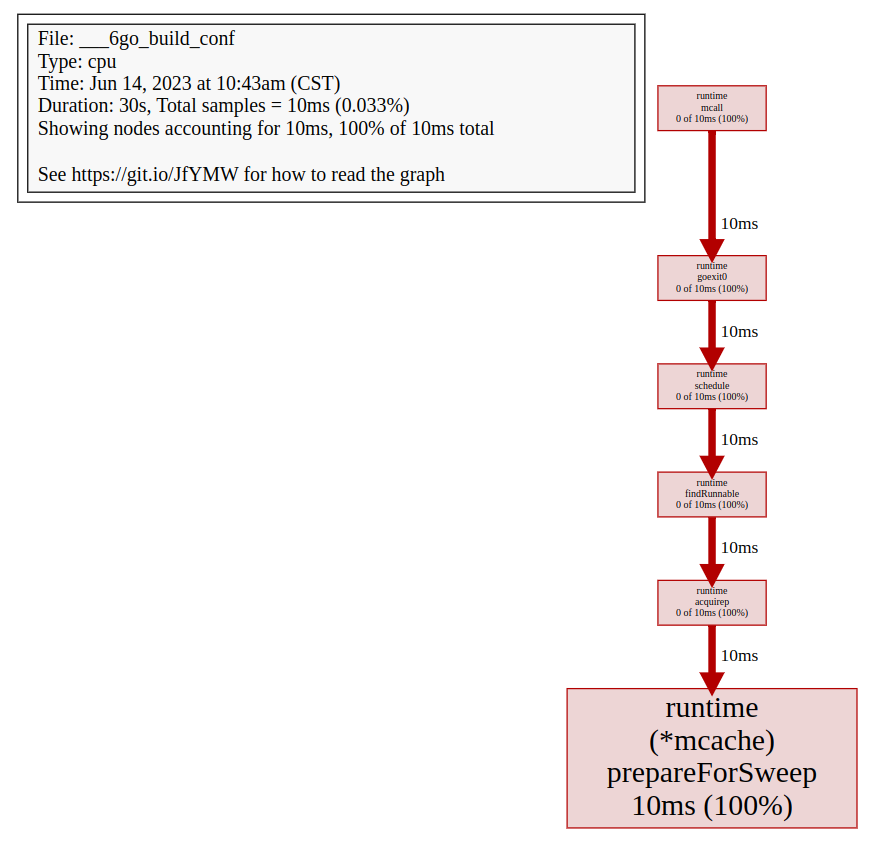 File: ___6go_build_conf
Type: cpu
Time: Jun 14, 2023 at 10:43am (CST)
Duration: 30s, Total samples = 10ms (0.033%)
Showing nodes accounting for 10ms, 100% of 10ms total
See https://git.io/JfYMW for how to read the graph
runtime
mcall
0 of 10ms (100%)
10ms
runtime
goexit0
0 of 10ms (100%)
10ms
runtime
schedule
0 of 10ms (100%)
10ms
runtime
findRunnable
0 of 10ms (100%)
10ms
runtime
acquirep
0 of 10ms (100%)
10ms
runtime
(*mcache)
prepareForSweep
10ms (100%)